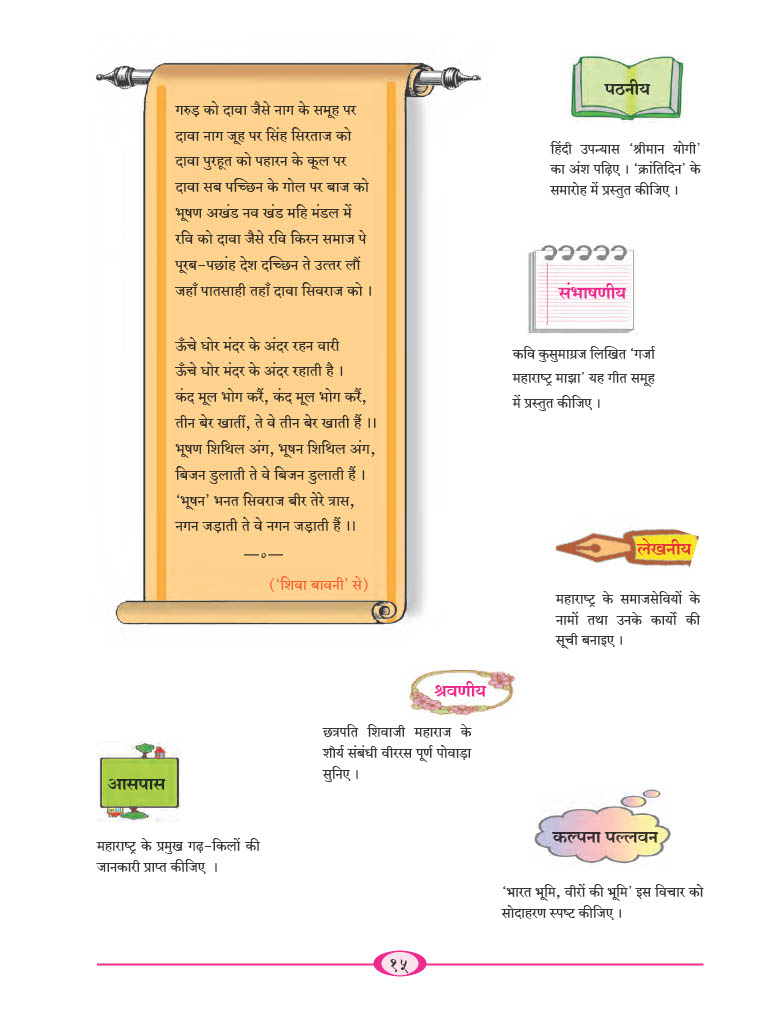 गरुड़ को दावा जैसे नाग के समूह पर
दावा नाग जूह पर सिंह सिरताज को
दावा पुरहूत को पहारन के कूल पर
दावा सब पच्छिन के गोल पर बाज को
भूषण अखंड नव खंड महि मंडल में
रवि को दावा जैसे रवि किरन समाज पे
पूरब-पछांह देश दच्छिन ते उत्तर लौं
जहाँ पातसाही तहाँ दावा सिवराज को ।
ऊँचे घोर मंदर के अंदर रहन वारी
ऊँचे घोर मंदर के अंदर रहाती है ।
कंद मूल भोग करैं, कंद मूल भोग करैं,
तीन बेर खातीं, ते वे तीन बेर खाती हैं ।।
भूषण शिथिल अंग, भूषन शिथिल अंग,
बिजन डुलाती ते वे बिजन डुलाती हैं ।
‘भूषन’ भनत सिवराज बीर तेरे त्रास,
नगन जड़ाती ते वे नगन जड़ाती हैं ।।
—०—
(‘शिवा बावनी’ से)
पठनीय
हिंदी उपन्यास ‘श्रीमान योगी’
का अंश पढ़िए । ‘क्रांतिदिन’ के
समारोह में प्रस्तुत कीजिए ।
संभाषणीय
कवि कुसुमाग्रज लिखित ‘गर्जा
महाराष्ट्र माझा’ यह गीत समूह
में प्रस्तुत कीजिए ।
लेखनीय
महाराष्ट्र के समाजसेवियों के
नामों तथा उनके कार्यो की
सूची बनाइए ।
श्रवणीय
छत्रपति शिवाजी महाराज के
शौर्य संबंधी वीररस पूर्ण पोवाड़ा
सुनिए ।
आसपास
महाराष्ट्र के प्रमुख गढ़-किलों की
जानकारी प्राप्त कीजिए ।
कल्पना पल्लवन
‘भारत भूमि, वीरों की भूमि’ इस विचार को
सोदाहरण स्पष्ट कीजिए ।
१५